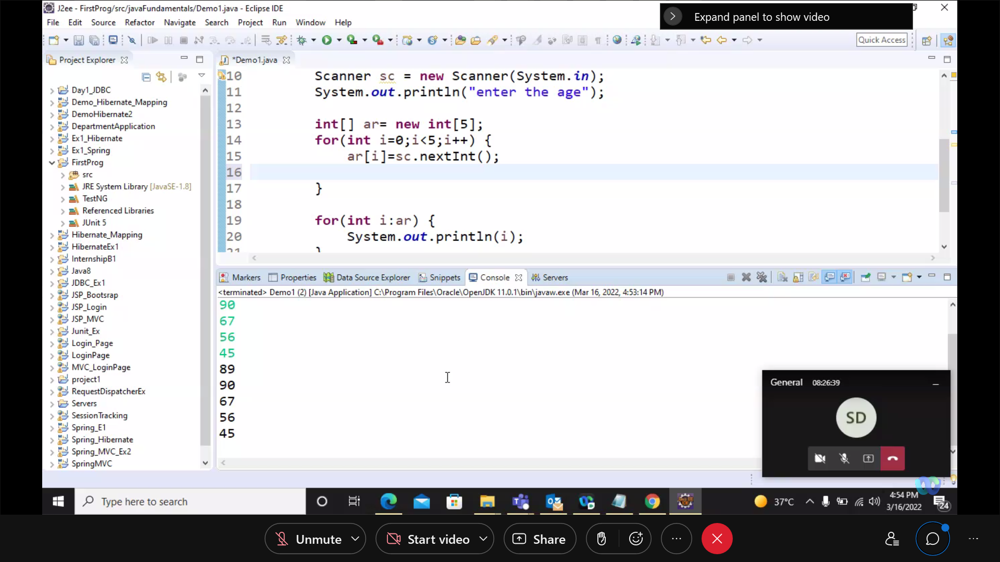 J2ee - FirstProg/src/javaFundamentals/Demo1.java - Eclipse IDE
Expand panel to show video
File Edit Source Refactor Navigate Search Project Run Window Help
Quick Access
Project Explorer
Day1_JDBC
Demo_Hibernate_Mapping
DemoHibernate2
DepartmentApplication
Ex1_Hibernate
Ex1_Spring
FirstProg
src
JRE System Library [JavaSE-1.8]
TestNG
Referenced Libraries
JUnit 5
Hibernate_Mapping
HibernateEx1
InternshipB1
Java8
JDBC_Ex1
JSP_Bootsrap
JSP_Login
JSP_MVC
Junit_Ex
Login_Page
LoginPage
MVC_LoginPage
project1
RequestDispatcherEx
Servers
SessionTracking
Spring_E1
Spring_Hibernate
Spring_MVC_Ex2
SpringMVC
*Demo1.java
10 Scanner sc = new Scanner(System.in);
11 System.out.println("enter the age");
12
13 int[] ar= new int[5];
14 for(int i=0;i<5;i++) {
15 ar[i]=sc.nextInt();
16
17 }
18
19 for(int i:ar) {
20 System.out.println(i);
21 }
Markers Properties Data Source Explorer Snippets Console Servers
<terminated> Demo1 (2) [Java Application] C:\Program Files\Oracle\OpenJDK 11.0.1\bin\javaw.exe (Mar 16, 2022, 4:53:14 PM)
90
67
56
45
89
90
67
56
45
General 08:26:39
SD
Type here to search
37°C
4:54 PM
3/16/2022
24
Unmute
Start video
Share